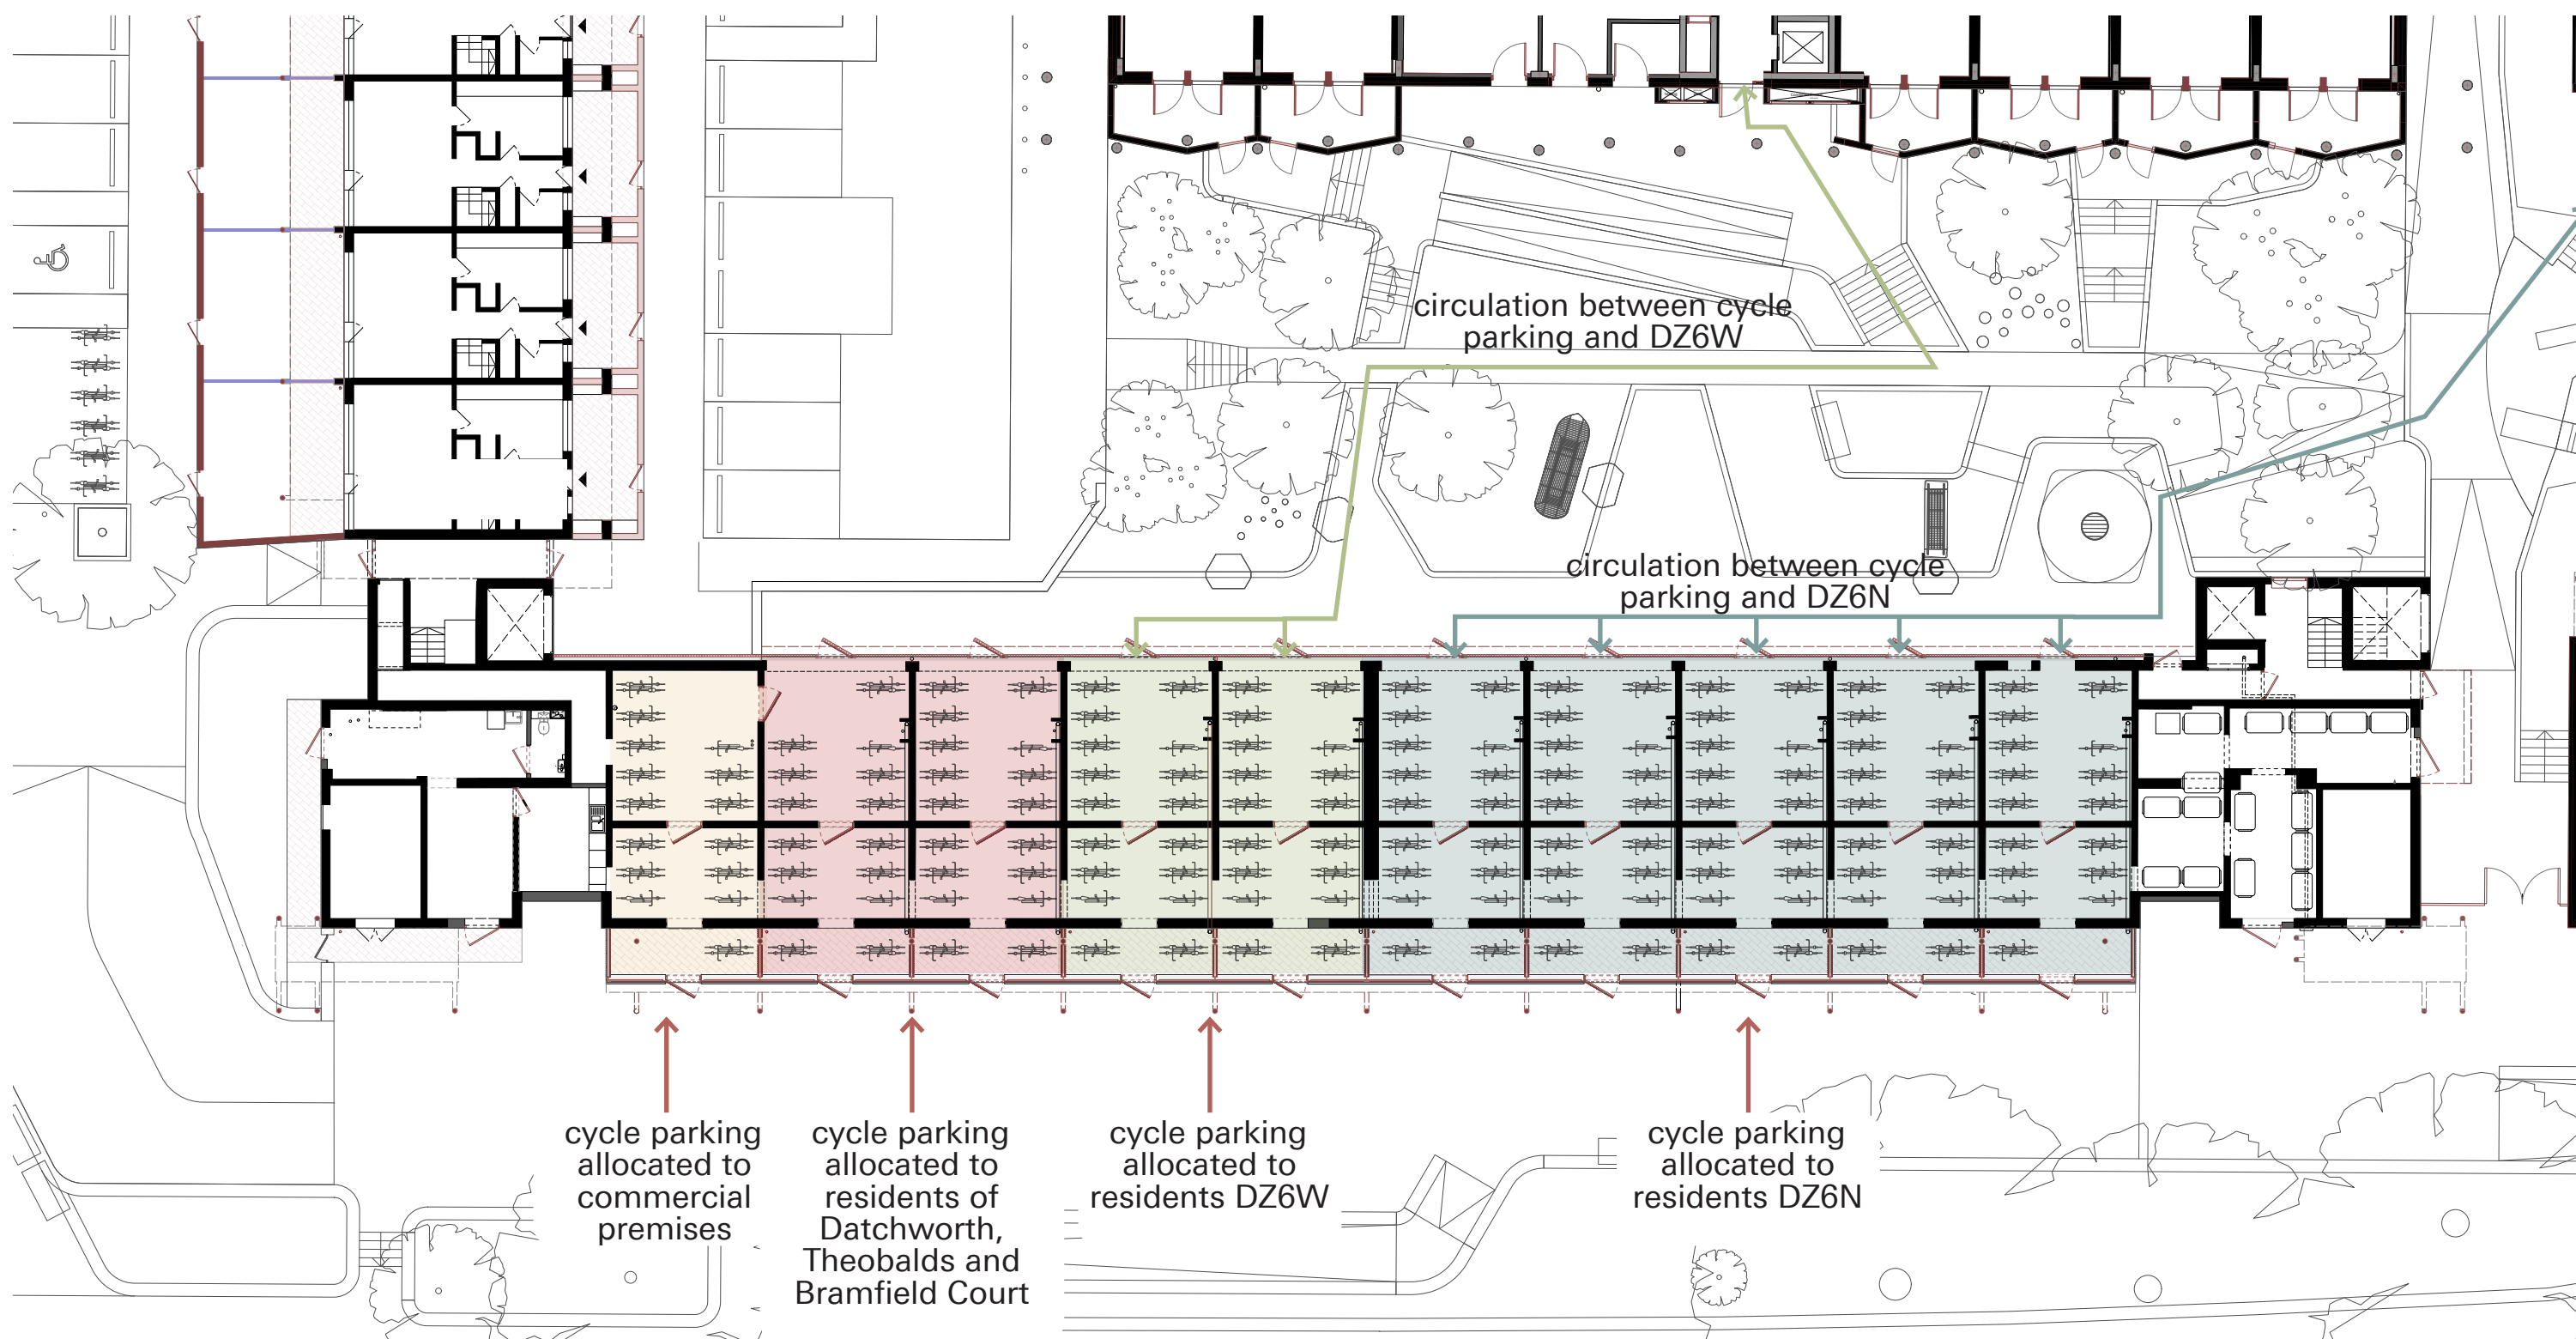 circulation between cycle
parking and DZ6W
circulation between cycle
parking and DZ6N
cycle parking
allocated to
commercial
premises
cycle parking
allocated to
residents of
Datchworth,
Theobalds and
Bramfield Court
cycle parking
allocated to
residents DZ6W
cycle parking
allocated to
residents DZ6N